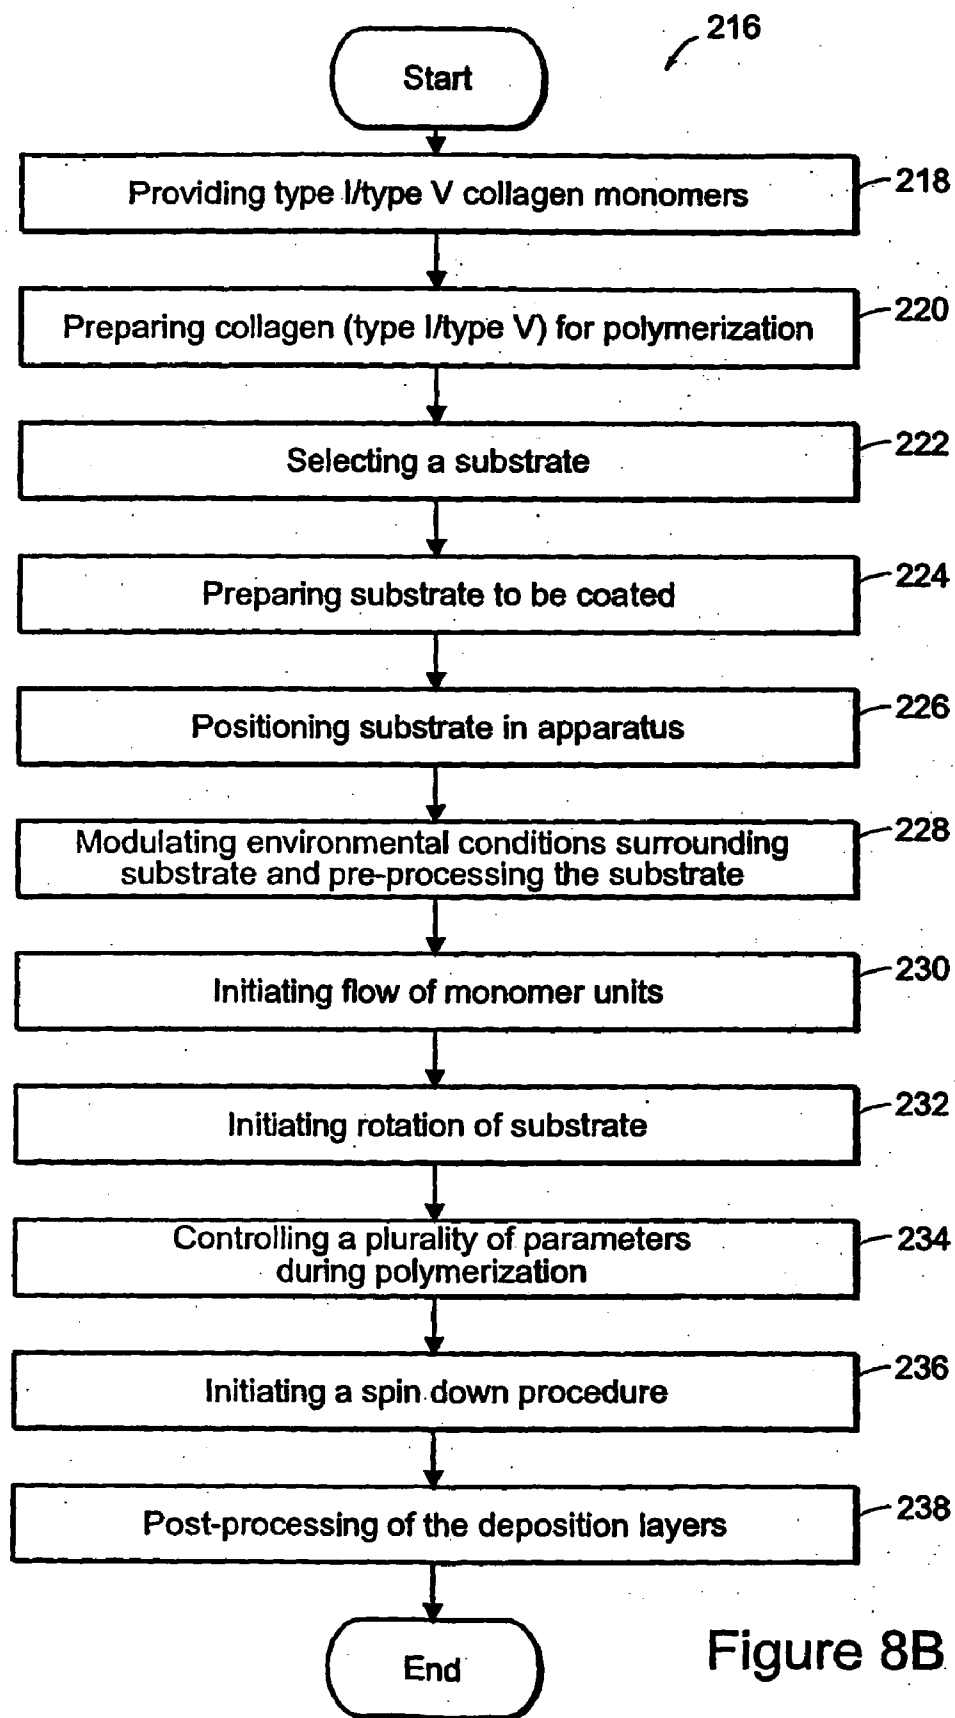 216
Start
Providing type I/type V collagen monomers
218
Preparing collagen (type I/type V) for polymerization
220
Selecting a substrate
222
Preparing substrate to be coated
224
Positioning substrate in apparatus
226
Modulating environmental conditions surrounding
substrate and pre-processing the substrate
228
Initiating flow of monomer units
230
Initiating rotation of substrate
232
Controlling a plurality of parameters
during polymerization
234
Initiating a spin down procedure
236
Post-processing of the deposition layers
238
End
Figure 8B